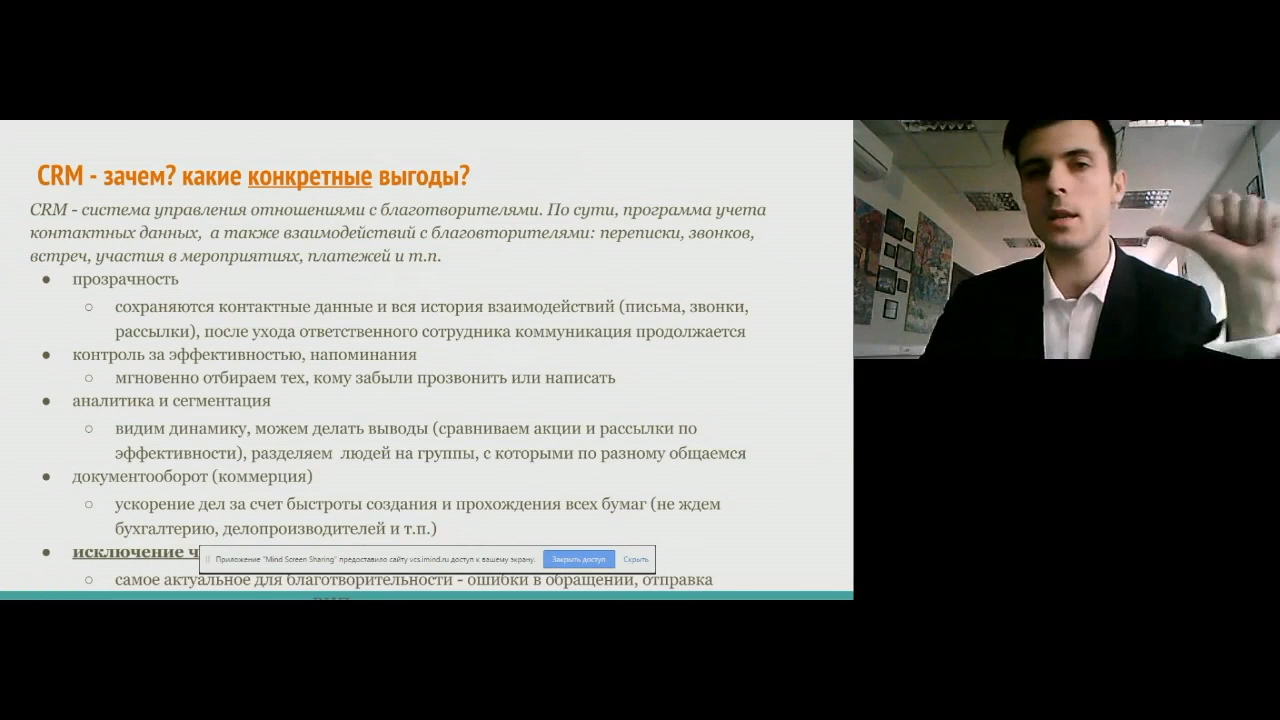 CRM - зачем? какие конкретные выгоды?
CRM - система управления отношениями с благотворителями. По сути, программа учета
контактных данных, а также взаимодействий с благовторителями: переписки, звонков,
встреч, участия в мероприятиях, платежей и т.п.
● прозрачность
○ сохраняются контактные данные и вся история взаимодействий (письма, звонки,
рассылки), после ухода ответственного сотрудника коммуникация продолжается
● контроль за эффективностью, напоминания
○ мгновенно отбираем тех, кому забыли прозвонить или написать
● аналитика и сегментация
○ видим динамику, можем делать выводы (сравниваем акции и рассылки по
эффективности), разделяем людей на группы, с которыми по разному общаемся
● документооборот (коммерция)
○ ускорение дел за счет быстроты создания и прохождения всех бумаг (не ждем
бухгалтерию, делопроизводителей и т.п.)
● исключение ч
Приложение "Mind Screen Sharing" предоставило сайту vcs.imind.ru доступ к вашему экрану. Закрыть доступ Скрыть
○ самое актуальное для благотворительности - ошибки в обращении, отправка